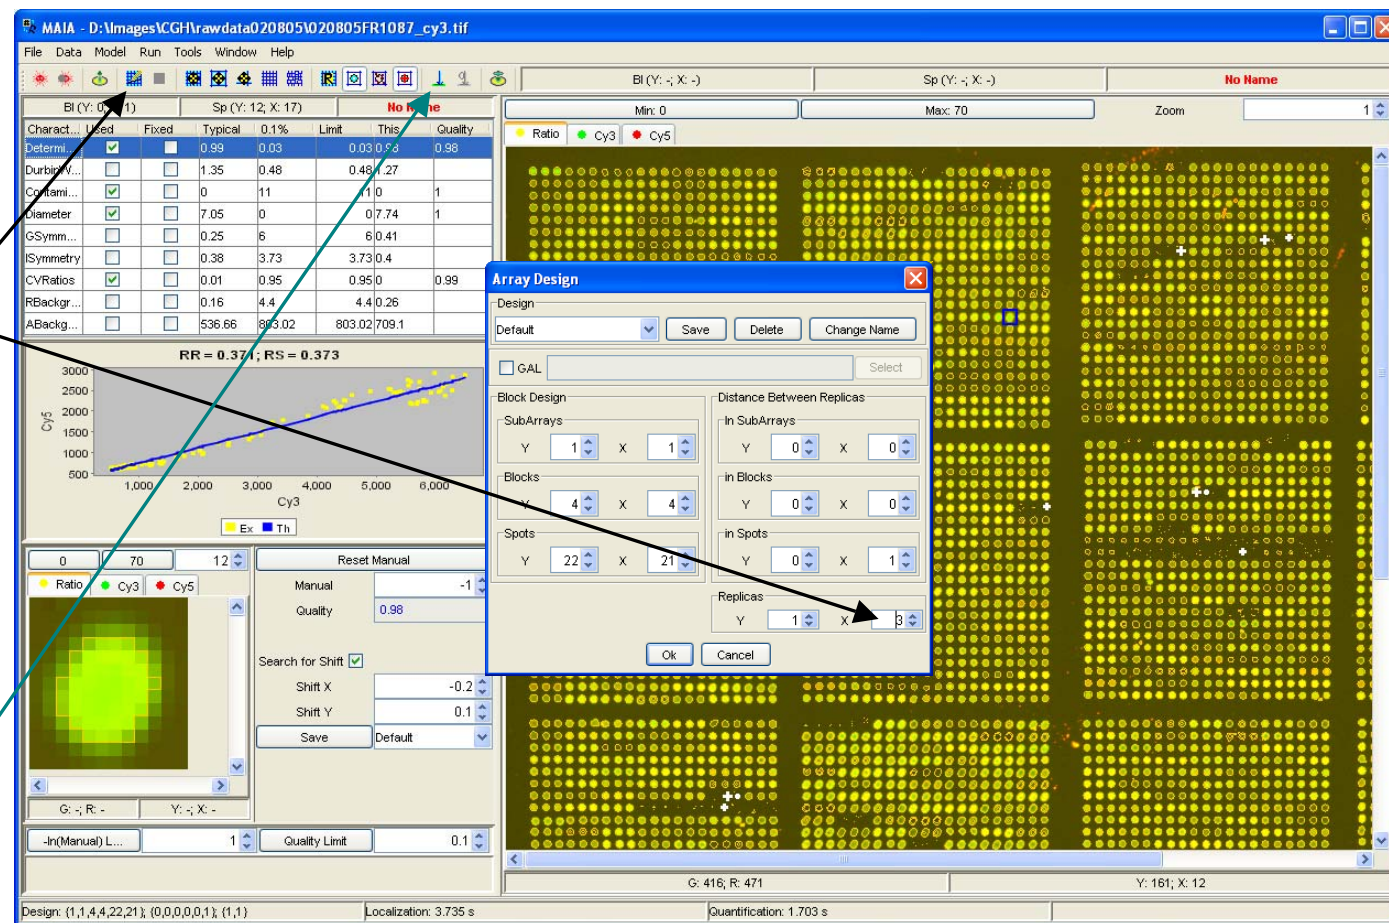 MAIA - D:\Images\CGH\rawdata020805\020805FR1087_cy3.tif
File Data Model Run Tools Window Help
Bl (Y: -; X: -) Sp (Y: -; X: -) No Name
Sp (Y: 12; X: 17)
Min: 0 Max: 70 Zoom 1
Ratio Cy3 Cy5
Charact... Used Fixed Typical 0.1% Limit This Quality
Determi... 0.99 0.03 0.03 0.98 0.98
1.35 0.48 0.48 1.27
Contami... 0 11 11 0 1
Diameter 7.05 0 0 7.74 1
GSymm... 0.25 6 6 0.41
ISymmetry 0.38 3.73 3.73 0.4
CVRatios 0.01 0.95 0.95 0 0.99
RBackgr... 0.16 4.4 4.4 0.26
ABackg... 536.66 803.02 803.02 709.1
RR = 0.371; RS = 0.373
3000
2500
2000
1500
1000
500
Cy5
1,000 2,000 3,000 4,000 5,000 6,000
Cy3
Ex Th
0 70 12
Ratio Cy3 Cy5
G: -; R: - Y: -; X: -
Reset Manual
Manual -1
Quality 0.98
Search for Shift
Shift X -0.2
Shift Y 0.1
Save Default
-ln(Manual) L... 1 Quality Limit 0.1
Array Design
Design
Default Save Delete Change Name
GAL Select
Block Design
SubArrays
Y 1 X 1
Blocks
Y 4 X 4
Spots
Y 22 X 21
Distance Between Replicas
In SubArrays
Y 0 X 0
in Blocks
Y 0 X 0
in Spots
Y 0 X 1
Replicas
Y 1 X 3
Ok Cancel
G: 416; R: 471 Y: 161; X: 12
Design: {1,1,4,4,22,21}; {0,0,0,0,0,1}; {1,1} Localization: 3.735 s Quantification: 1.703 s